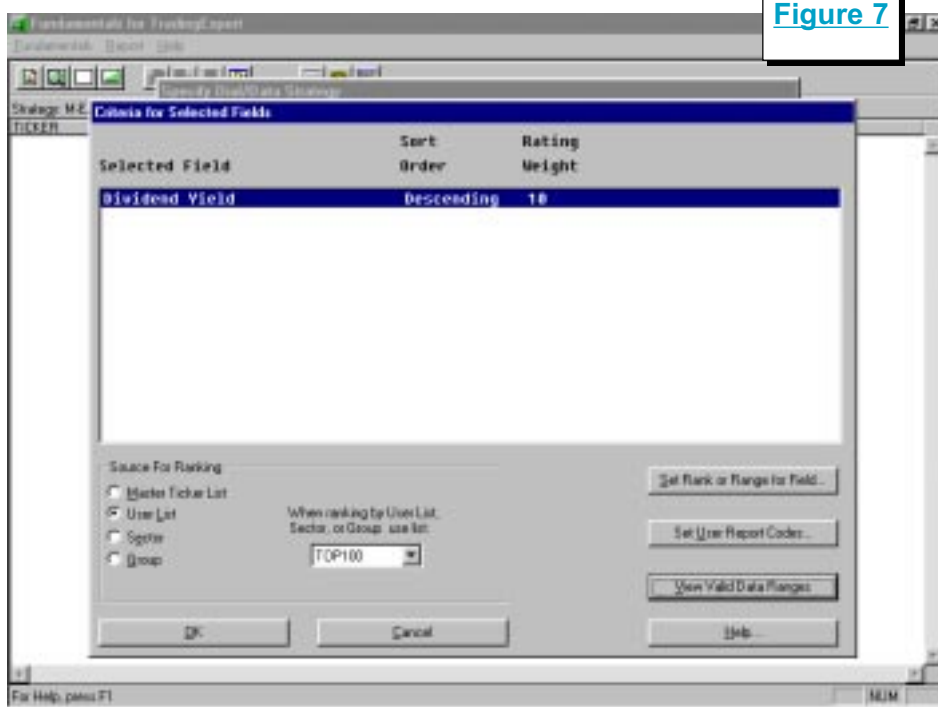 Figure 7
Fundamentals for TradingExpert
Fundamentals Report Help
Specify Dial/Data Strategy
Strategy: M-E
TICKER
Criteria for Selected Fields
Sort Rating
Selected Field Order Weight
Dividend Yield Descending 10
Source For Ranking
Master Ticker List
User List
Sector
Group
When ranking by User List,
Sector, or Group use list:
TOP100
Set Rank or Range for Field...
Set User Report Codes...
View Valid Data Ranges
OK Cancel Help...
For Help, press F1 NUM